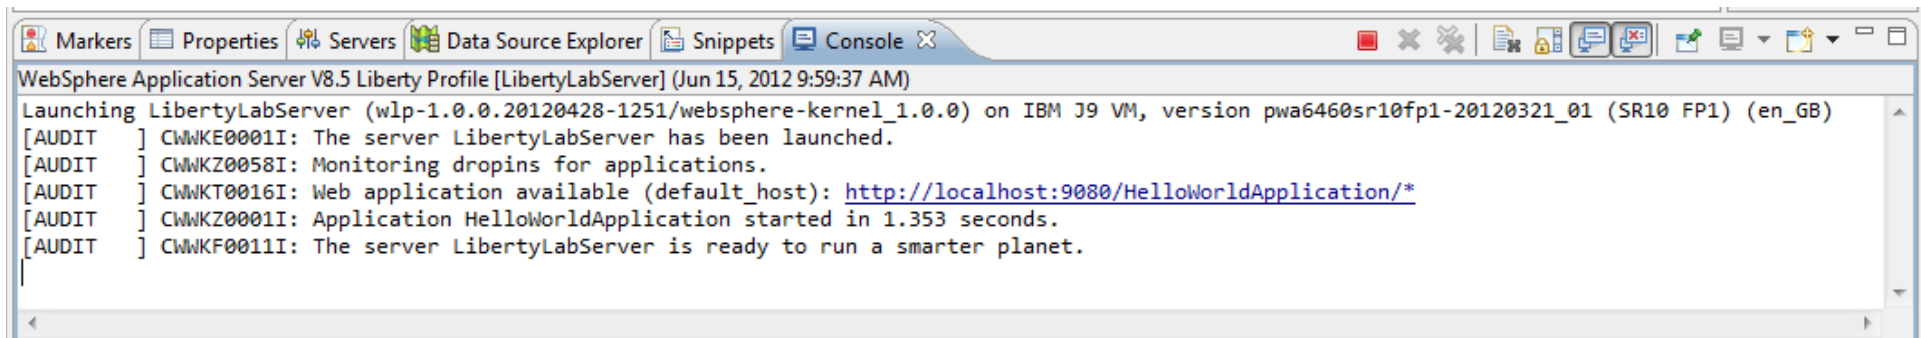 Markers Properties Servers Data Source Explorer Snippets Console
WebSphere Application Server V8.5 Liberty Profile [LibertyLabServer] (Jun 15, 2012 9:59:37 AM)
Launching LibertyLabServer (wlp-1.0.0.20120428-1251/websphere-kernel_1.0.0) on IBM J9 VM, version pwa6460sr10fp1-20120321_01 (SR10 FP1) (en_GB)
[AUDIT   ] CWWKE0001I: The server LibertyLabServer has been launched.
[AUDIT   ] CWWKZ0058I: Monitoring dropins for applications.
[AUDIT   ] CWWKT0016I: Web application available (default_host): http://localhost:9080/HelloWorldApplication/*
[AUDIT   ] CWWKZ0001I: Application HelloWorldApplication started in 1.353 seconds.
[AUDIT   ] CWWKF0011I: The server LibertyLabServer is ready to run a smarter planet.